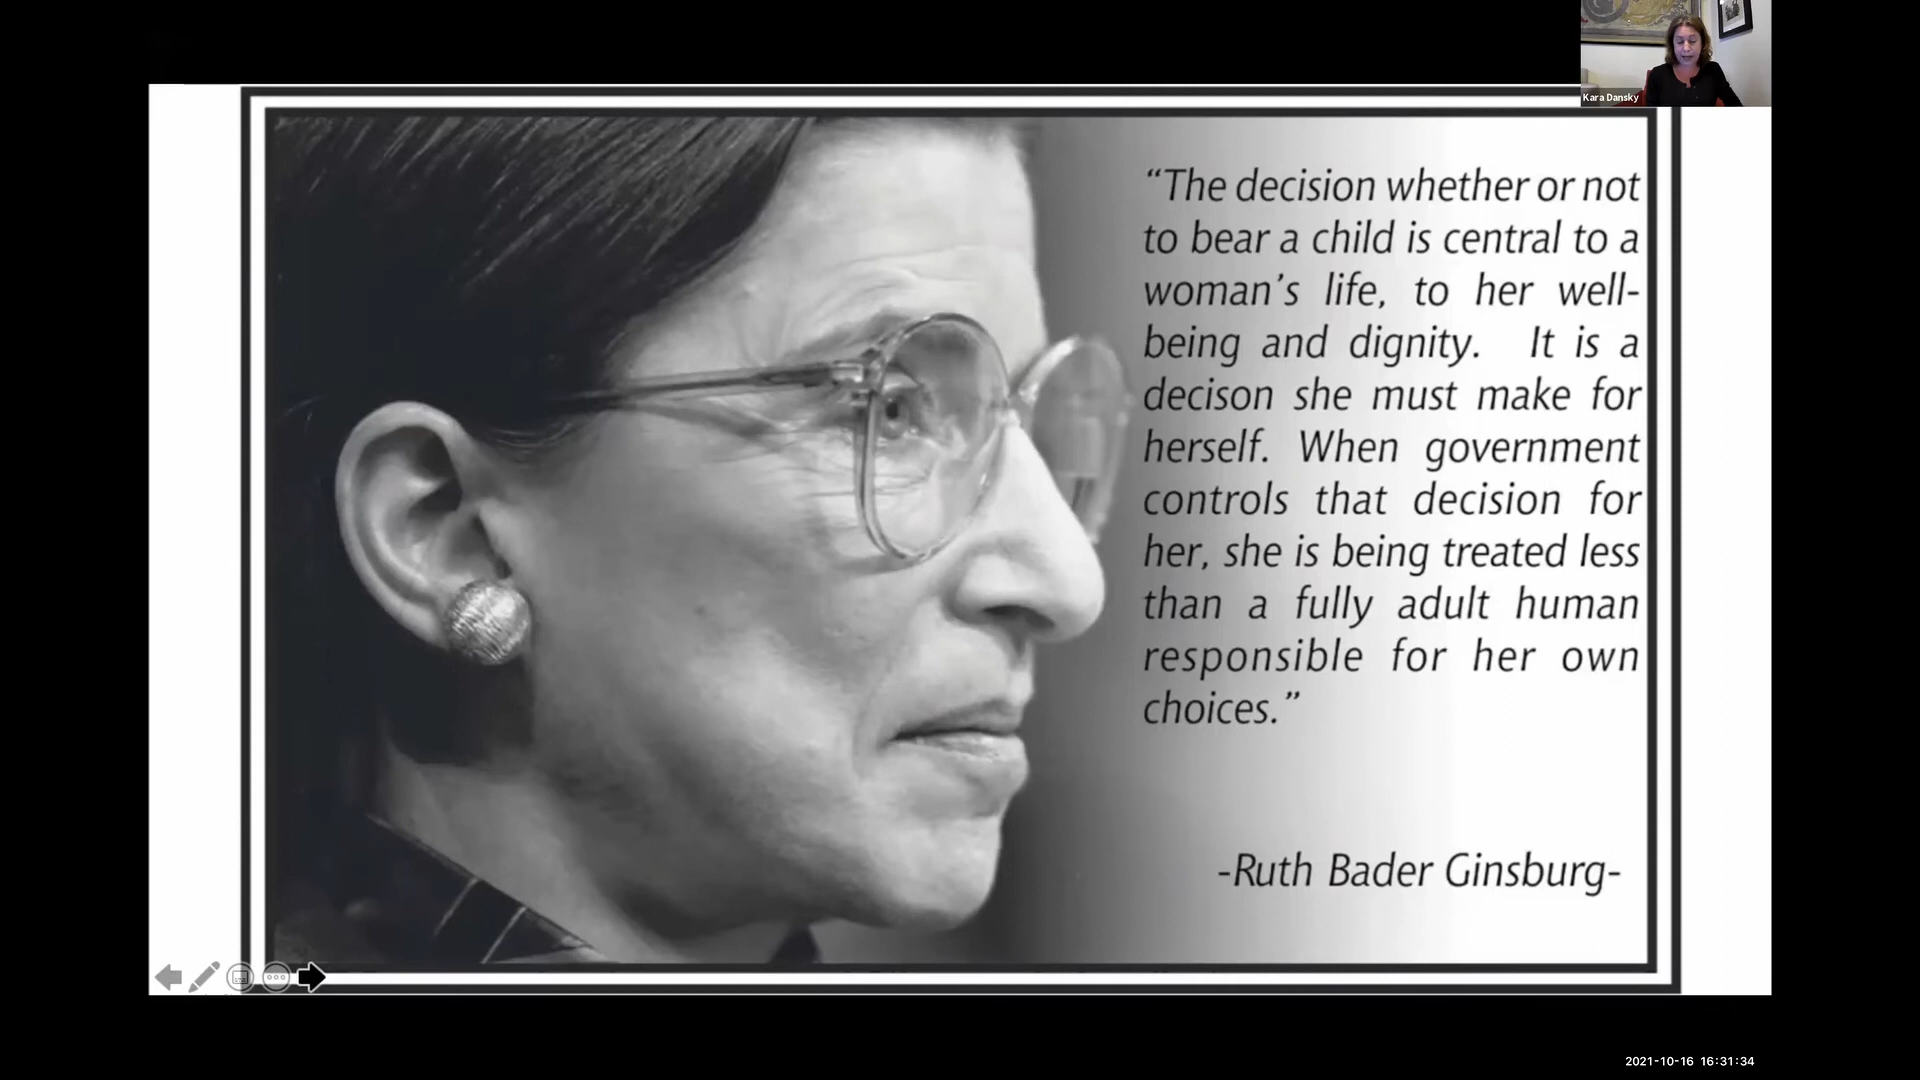 Kara Dansky
“The decision whether or not
to bear a child is central to a
woman’s life, to her well-
being and dignity. It is a
decison she must make for
herself. When government
controls that decision for
her, she is being treated less
than a fully adult human
responsible for her own
choices.”
-Ruth Bader Ginsburg-
2021-10-16 16:31:34